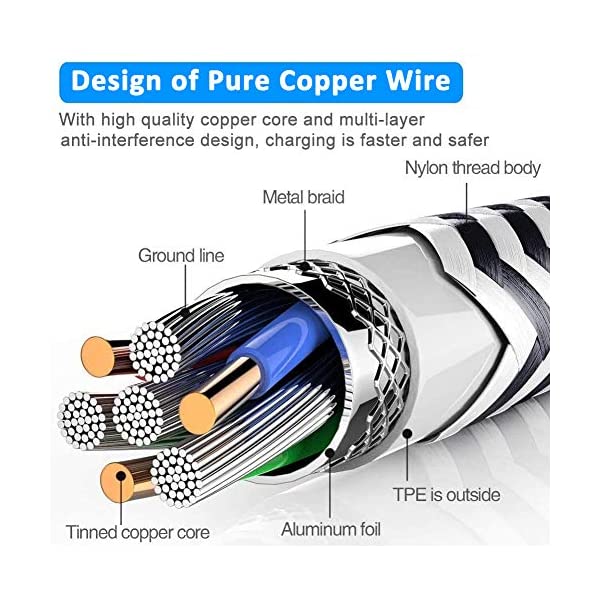 Design of Pure Copper Wire
With high quality copper core and multi-layer
anti-interference design, charging is faster and safer
Nylon thread body
Metal braid
Ground line
TPE is outside
Tinned copper core
Aluminum foil